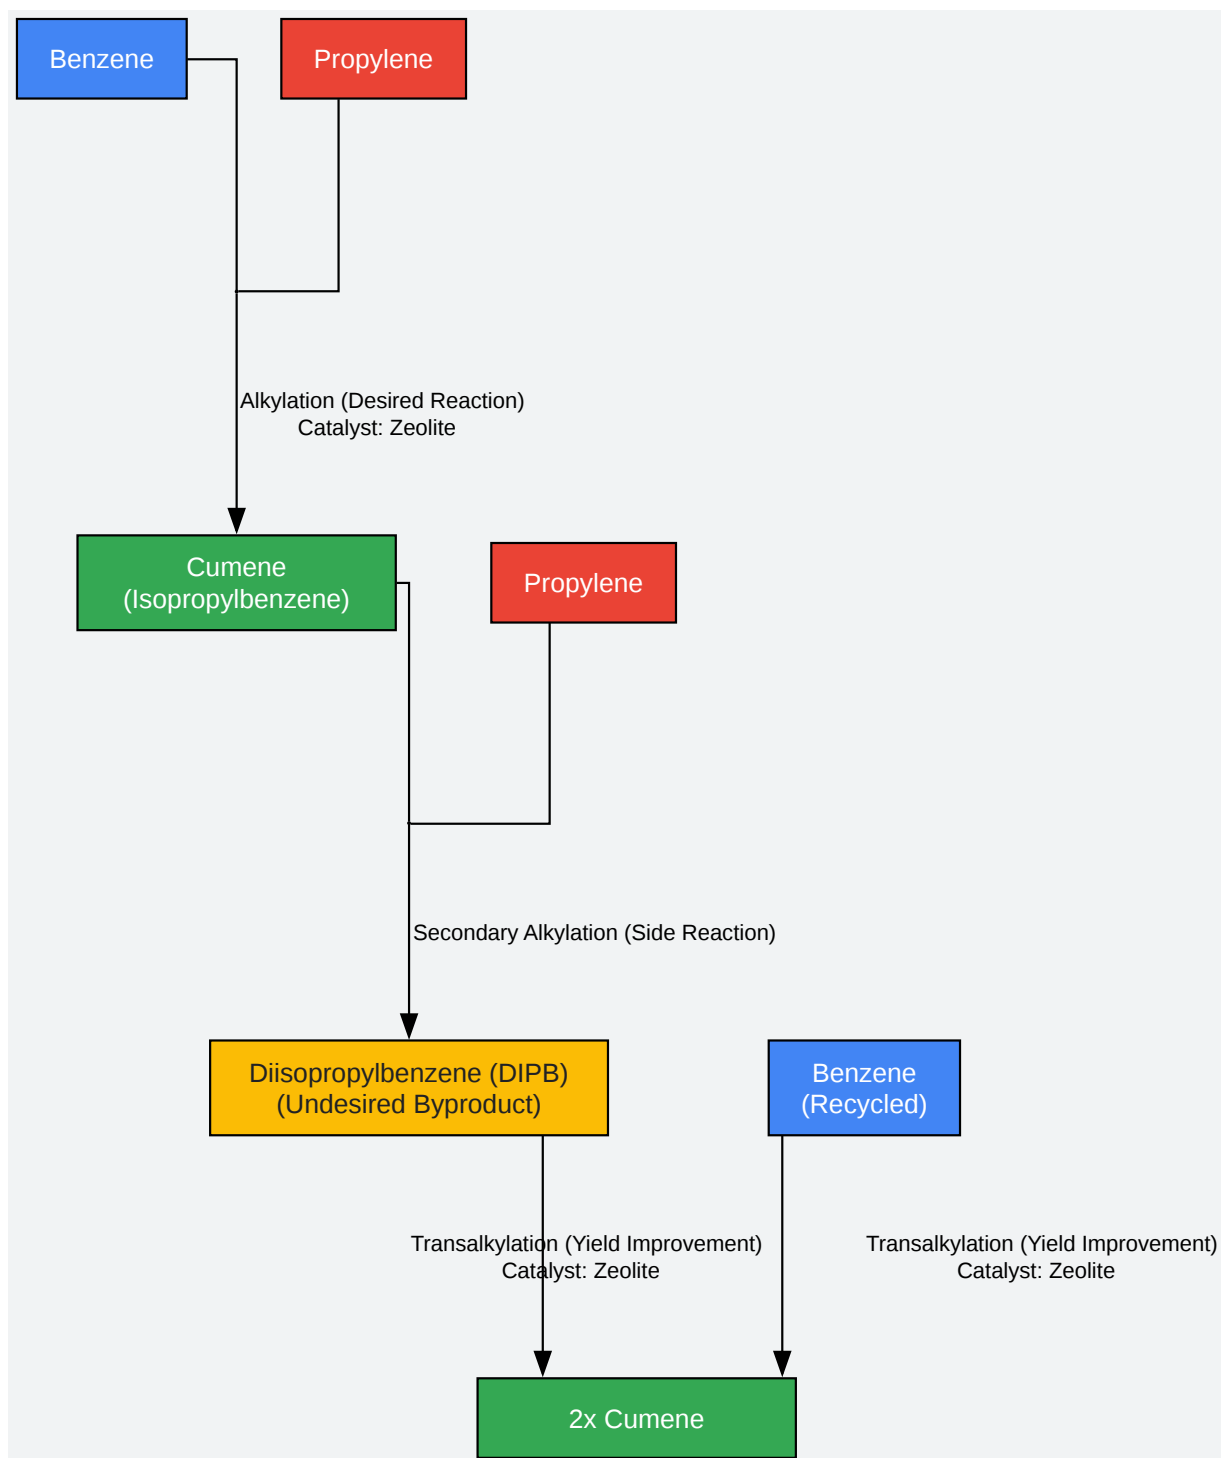 Benzene
Propylene
Alkylation (Desired Reaction)
Catalyst: Zeolite
Cumene
(Isopropylbenzene)
Propylene
Secondary Alkylation (Side Reaction)
Diisopropylbenzene (DIPB)
(Undesired Byproduct)
Benzene
(Recycled)
Transalkylation (Yield Improvement)
Catalyst: Zeolite
Transalkylation (Yield Improvement)
Catalyst: Zeolite
2x Cumene